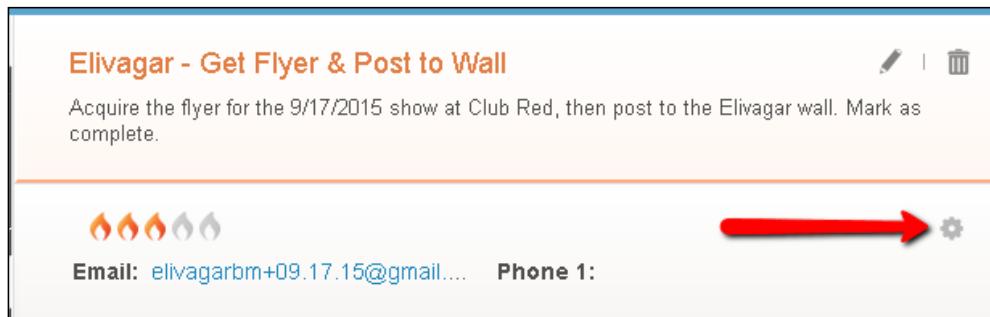 Elivagar - Get Flyer & Post to Wall
Acquire the flyer for the 9/17/2015 show at Club Red, then post to the Elivagar wall. Mark as
complete.
Email: elivagarbm+09.17.15@gmail.... Phone 1: